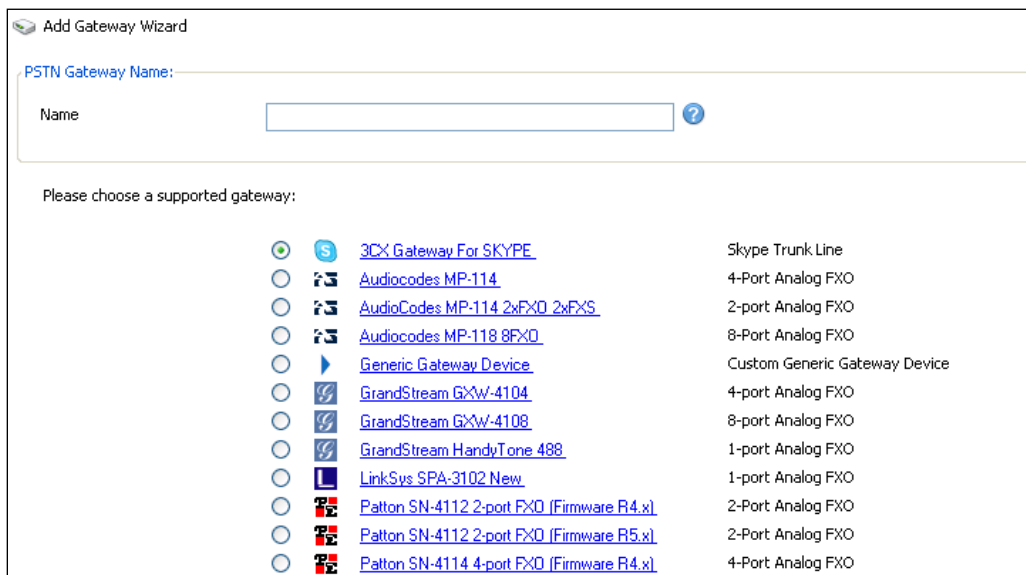 Add Gateway Wizard
PSTN Gateway Name:
Name
Please choose a supported gateway:
3CX Gateway For SKYPE Skype Trunk Line
Audiocodes MP-114 4-Port Analog FXO
AudioCodes MP-114 2xFXO 2xFXS 2-port Analog FXO
Audiocodes MP-118 8FXO 8-Port Analog FXO
Generic Gateway Device Custom Generic Gateway Device
GrandStream GXW-4104 4-port Analog FXO
GrandStream GXW-4108 8-port Analog FXO
GrandStream HandyTone 488 1-port Analog FXO
LinkSys SPA-3102 New 1-port Analog FXO
Patton SN-4112 2-port FXO (Firmware R4.x) 2-Port Analog FXO
Patton SN-4112 2-port FXO (Firmware R5.x) 2-Port Analog FXO
Patton SN-4114 4-port FXO (Firmware R4.x) 4-Port Analog FXO